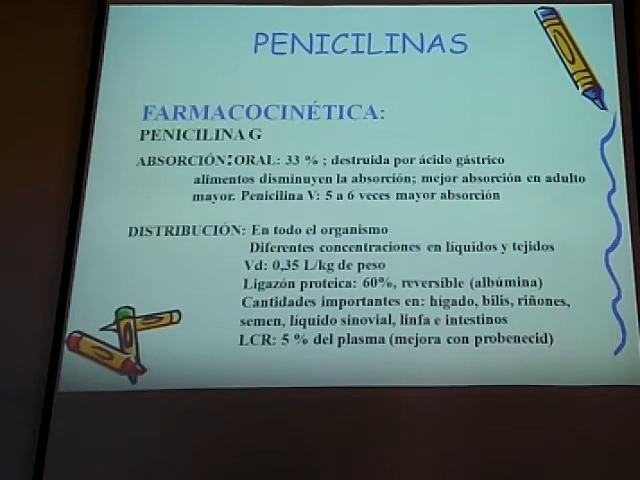 PENICILINAS
FARMACOCINÉTICA:
PENICILINA G
ABSORCIÓN: ORAL: 33 % ; destruida por ácido gástrico
alimentos disminuyen la absorción; mejor absorción en adulto
mayor. Penicilina V: 5 a 6 veces mayor absorción
DISTRIBUCIÓN: En todo el organismo
Diferentes concentraciones en líquidos y tejidos
Vd: 0,35 L/kg de peso
Ligazón proteica: 60%, reversible (albúmina)
Cantidades importantes en: hígado, bilis, riñones,
semen, líquido sinovial, linfa e intestinos
LCR: 5 % del plasma (mejora con probenecid)